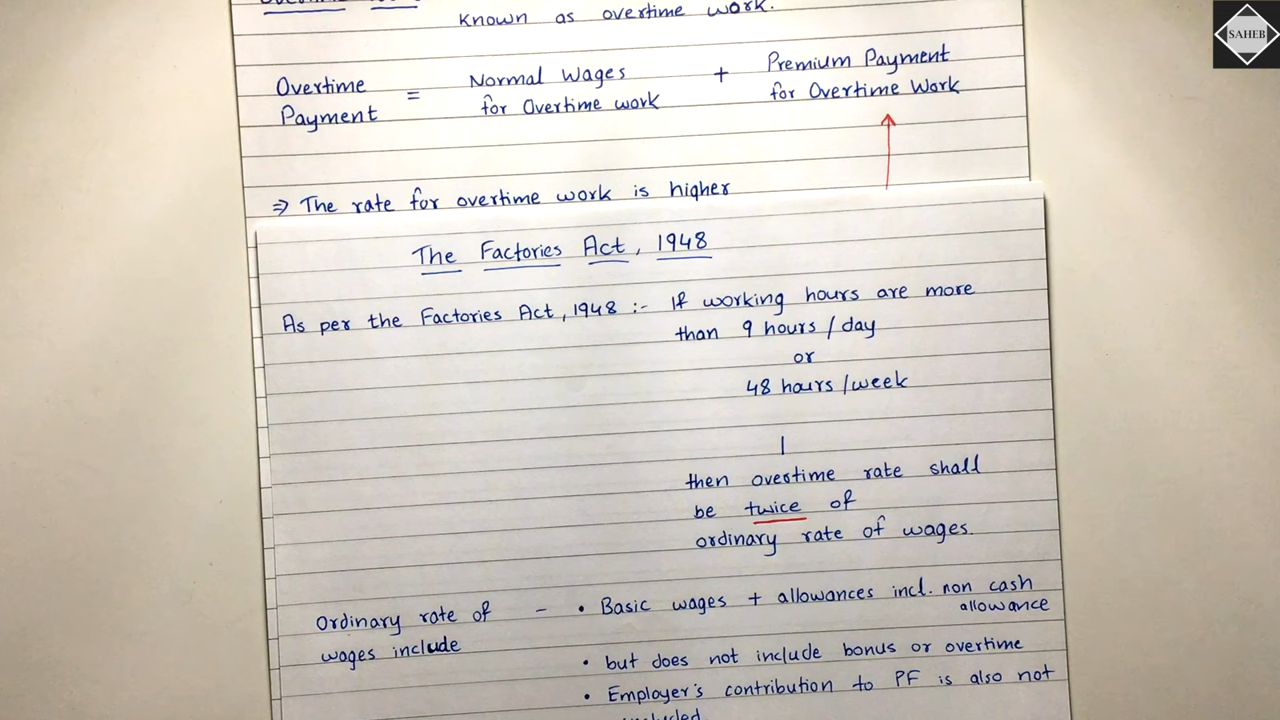 Known as overtime work.
SAHEB
Overtime Payment = Normal Wages for Overtime work + Premium Payment for Overtime Work
⇒ The rate for overtime work is higher
The Factories Act, 1948
As per the Factories Act, 1948 :- If working hours are more
than 9 hours / day
or
48 hours / week
then overtime rate shall
be twice of
ordinary rate of wages.
Ordinary rate of wages include - • Basic wages + allowances incl. non cash
allowance
• but does not include bonus or overtime
• Employer's contribution to PF is also not